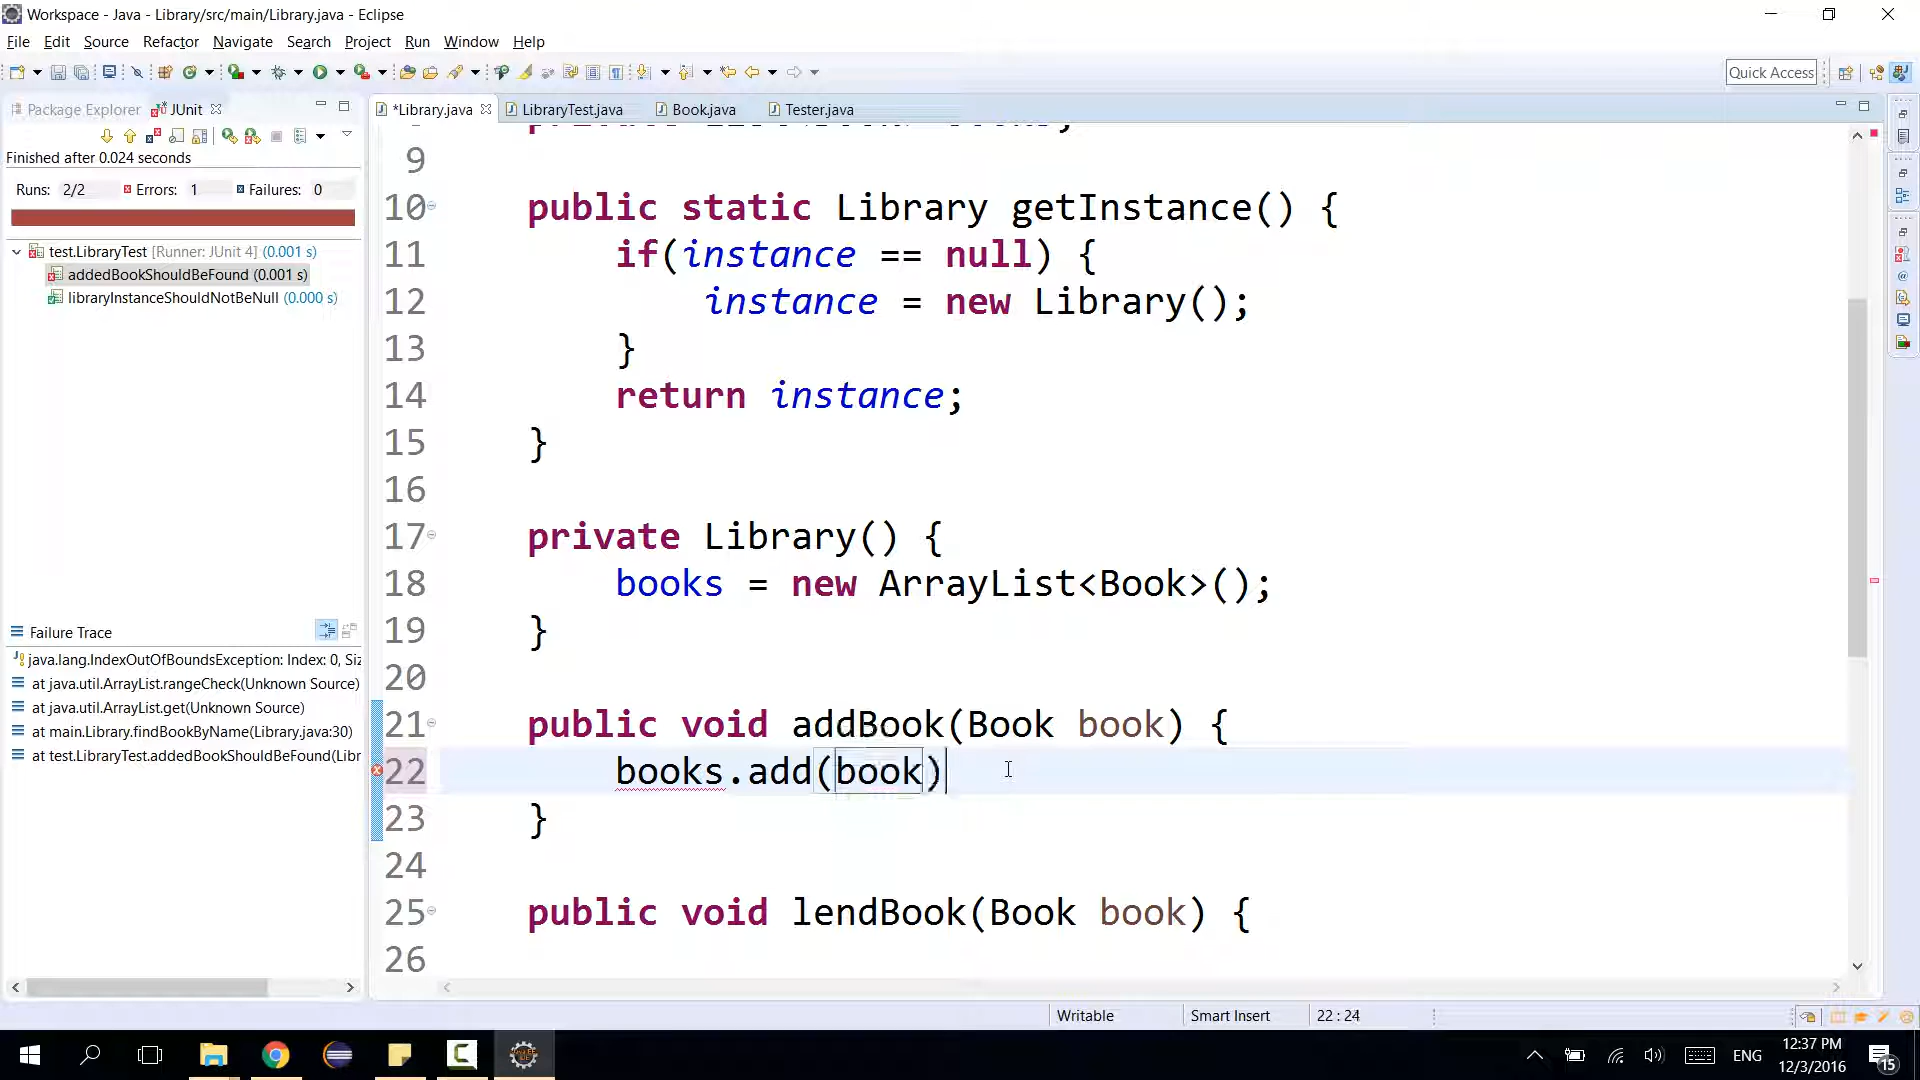 Workspace - Java - Library/src/main/Library.java - Eclipse
File Edit Source Refactor Navigate Search Project Run Window Help
Quick Access
Package Explorer JUnit
*Library.java LibraryTest.java Book.java Tester.java
Finished after 0.024 seconds
Runs: 2/2 Errors: 1 Failures: 0
test.LibraryTest [Runner: JUnit 4] (0.001 s)
addedBookShouldBeFound (0.001 s)
libraryInstanceShouldNotBeNull (0.000 s)
Failure Trace
java.lang.IndexOutOfBoundsException: Index: 0, Siz
at java.util.ArrayList.rangeCheck(Unknown Source)
at java.util.ArrayList.get(Unknown Source)
at main.Library.findBookByName(Library.java:30)
at test.LibraryTest.addedBookShouldBeFound(Libr
9
10 public static Library getInstance() {
11 if(instance == null) {
12 instance = new Library();
13 }
14 return instance;
15 }
16
17 private Library() {
18 books = new ArrayList<Book>();
19 }
20
21 public void addBook(Book book) {
22 books.add(book)
23 }
24
25 public void lendBook(Book book) {
26
Writable Smart Insert 22 : 24
ENG
12:37 PM
12/3/2016
15